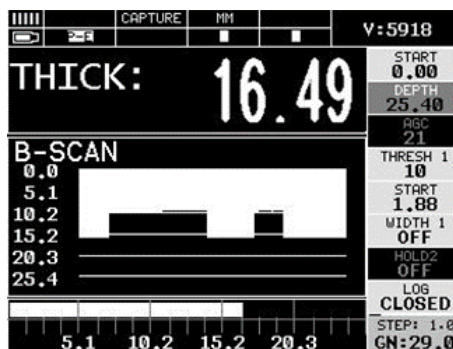 CAPTURE MM
P-E
V:5918
THICK: 16.49
START
0.00
DEPTH
25.40
AGC
21
THRESH 1
10
START
1.88
WIDTH 1
OFF
HOLD2
OFF
LOG
CLOSED
STEP: 1.0
GN:29.0
B-SCAN
0.0
5.1
10.2
15.2
20.3
25.4
5.1 10.2 15.2 20.3